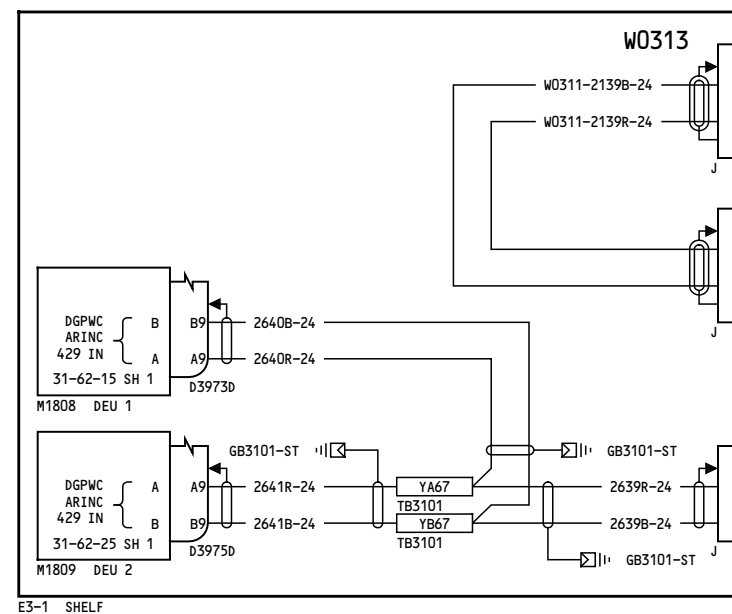 W0313
W0311-2139B-24
W0311-2139R-24
J
J
DGPWC
ARINC
429 IN
B B9 2640B-24
A A9 2640R-24
31-62-15 SH 1
D3973D
M1808 DEU 1
GB3101-ST
GB3101-ST
DGPWC
ARINC
429 IN
A A9 2641R-24 YA67 2639R-24
TB3101
B B9 2641B-24 YB67 2639B-24
TB3101
31-62-25 SH 1
D3975D
J
GB3101-ST
M1809 DEU 2
E3-1 SHELF